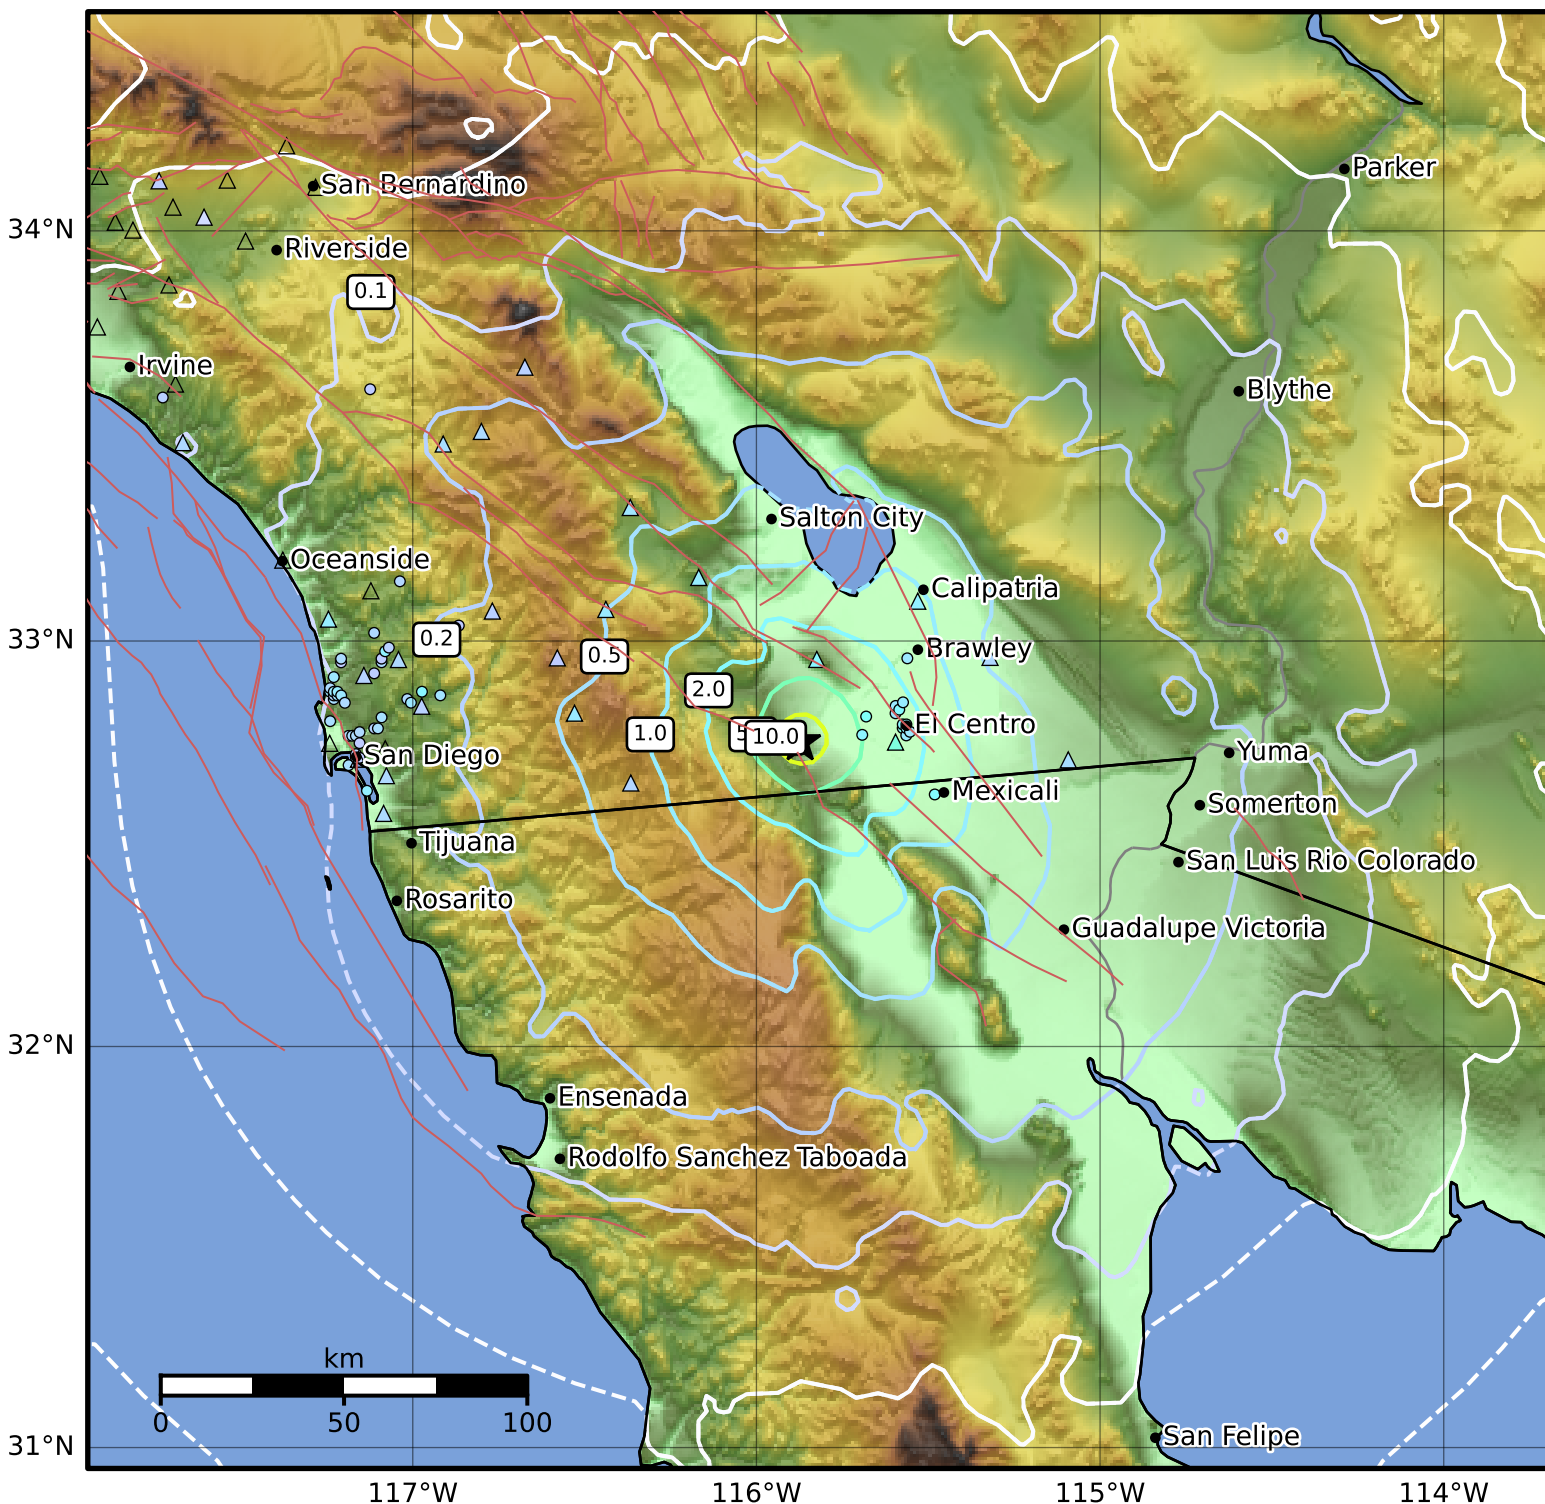 Parker
34°N
San Bernardino
Riverside
0.1
Irvine
Blythe
Salton City
Oceanside
Calipatria
33°N
0.2
0.5
Brawley
2.0
El Centro
1.0
5
10.0
San Diego
Yuma
Mexicali
Somerton
Tijuana
San Luis Rio Colorado
Rosarito
Guadalupe Victoria
32°N
Ensenada
Rodolfo Sanchez Taboada
km
0
50
100
31°N
San Felipe
117°W
116°W
115°W
114°W